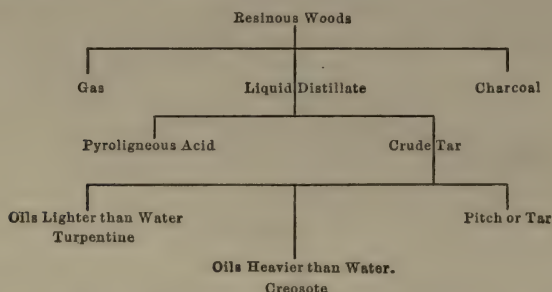 Resinous Woods
Gas Liquid Distillate Charcoal
Pyroligneous Acid Crude Tar
Oils Lighter than Water
Turpentine
Pitch or Tar
Oils Heavier than Water.
Creosote